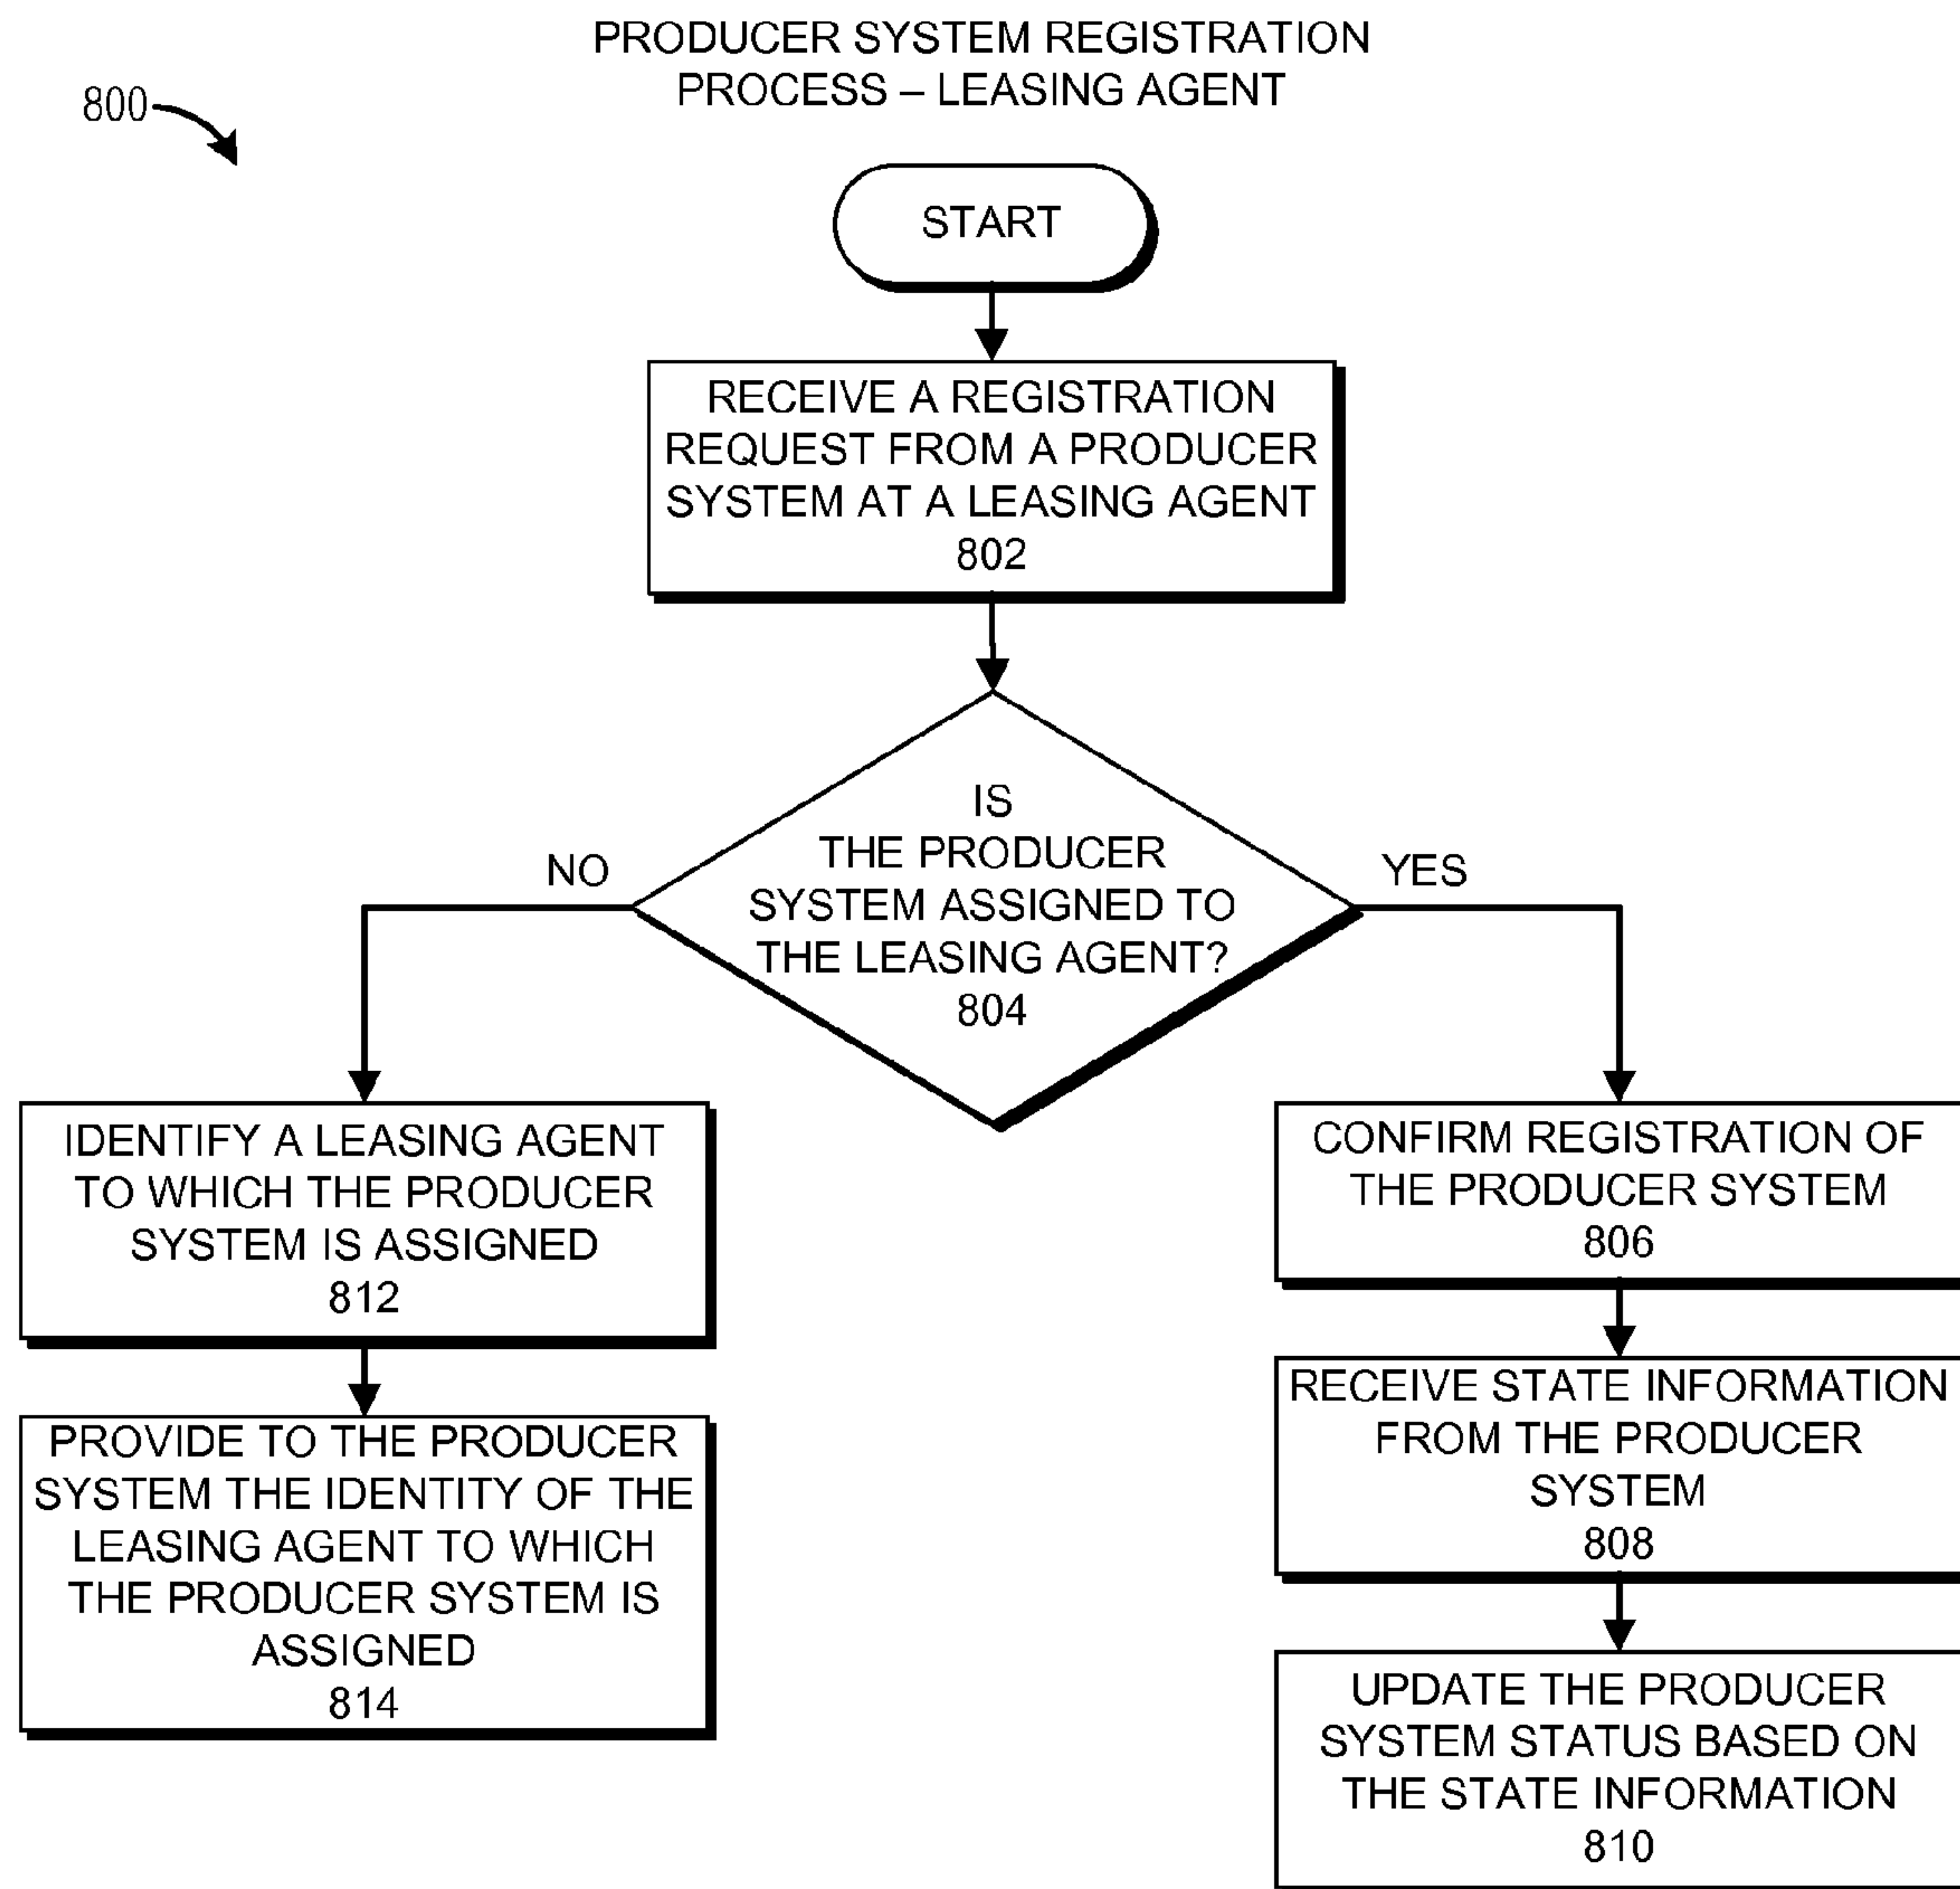 PRODUCER SYSTEM REGISTRATION
PROCESS – LEASING AGENT
800
START
RECEIVE A REGISTRATION
REQUEST FROM A PRODUCER
SYSTEM AT A LEASING AGENT
802
IS
THE PRODUCER
SYSTEM ASSIGNED TO
THE LEASING AGENT?
804
NO
YES
IDENTIFY A LEASING AGENT
TO WHICH THE PRODUCER
SYSTEM IS ASSIGNED
812
PROVIDE TO THE PRODUCER
SYSTEM THE IDENTITY OF THE
LEASING AGENT TO WHICH
THE PRODUCER SYSTEM IS
ASSIGNED
814
CONFIRM REGISTRATION OF
THE PRODUCER SYSTEM
806
RECEIVE STATE INFORMATION
FROM THE PRODUCER
SYSTEM
808
UPDATE THE PRODUCER
SYSTEM STATUS BASED ON
THE STATE INFORMATION
810